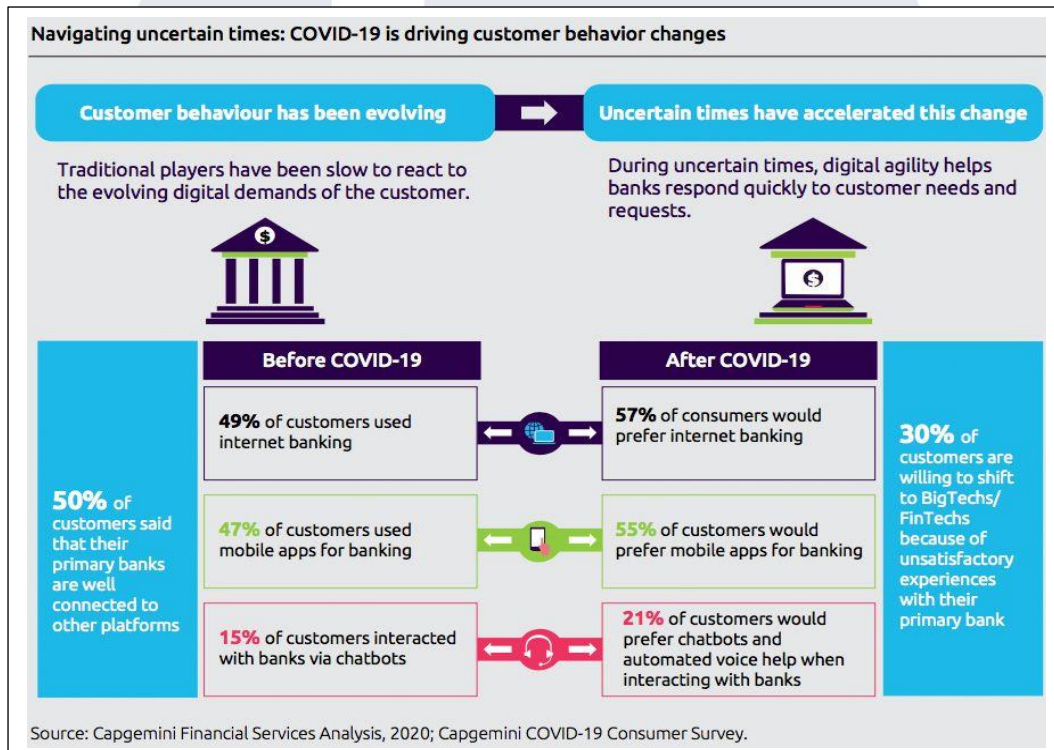 Navigating uncertain times: COVID-19 is driving customer behavior changes
Customer behaviour has been evolving
Uncertain times have accelerated this change
Traditional players have been slow to react to
the evolving digital demands of the customer.
During uncertain times, digital agility helps
banks respond quickly to customer needs and
requests.
$
$
50% of
customers said
that their
primary banks
are well
connected to
other platforms
Before COVID-19
49% of customers used
internet banking
47% of customers used
mobile apps for banking
15% of customers interacted
with banks via chatbots
After COVID-19
57% of consumers would
prefer internet banking
55% of customers would
prefer mobile apps for banking
21% of customers would
prefer chatbots and
automated voice help when
interacting with banks
30% of
customers are
willing to shift
to BigTechs/
FinTechs
because of
unsatisfactory
experiences
with their
primary bank
Source: Capgemini Financial Services Analysis, 2020; Capgemini COVID-19 Consumer Survey.